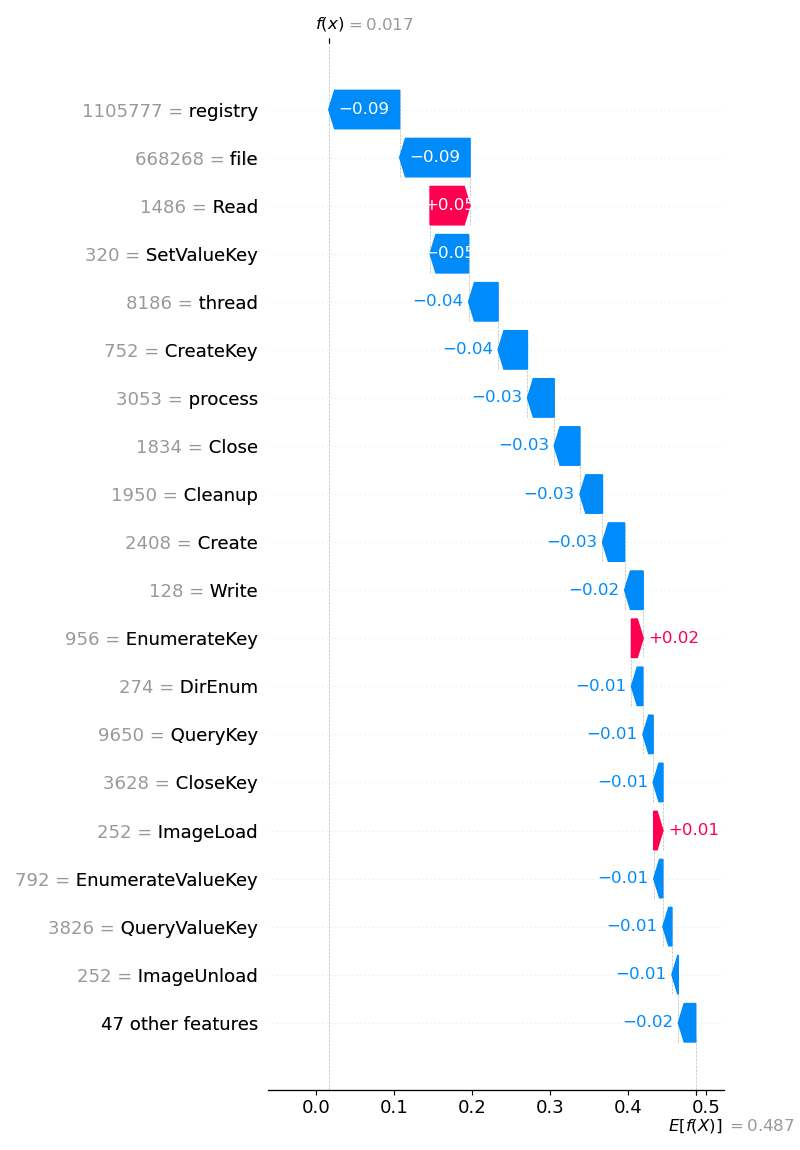 f(x) = 0.017
1105777 = registry
−0.09
668268 = file
−0.09
1486 = Read
+0.05
320 = SetValueKey
−0.05
8186 = thread
−0.04
752 = CreateKey
−0.04
3053 = process
−0.03
1834 = Close
−0.03
1950 = Cleanup
−0.03
2408 = Create
−0.03
128 = Write
−0.02
956 = EnumerateKey
+0.02
274 = DirEnum
−0.01
9650 = QueryKey
−0.01
3628 = CloseKey
−0.01
252 = ImageLoad
+0.01
792 = EnumerateValueKey
−0.01
3826 = QueryValueKey
−0.01
252 = ImageUnload
−0.01
47 other features
−0.02
0.0 0.1 0.2 0.3 0.4 0.5
E[f(X)] = 0.487